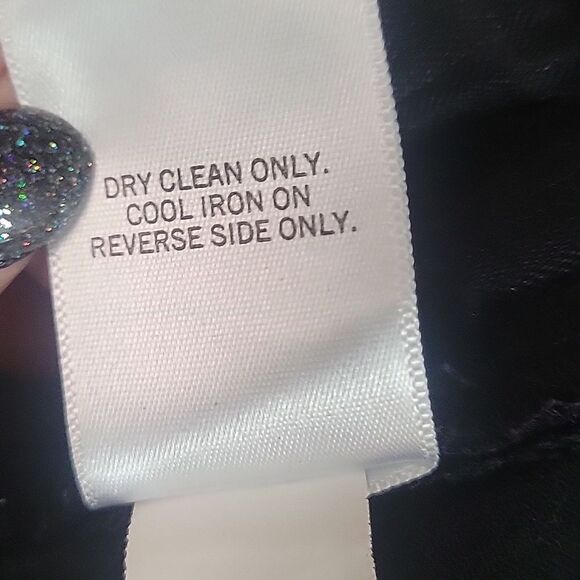 DRY CLEAN ONLY.
COOL IRON ON
REVERSE SIDE ONLY.